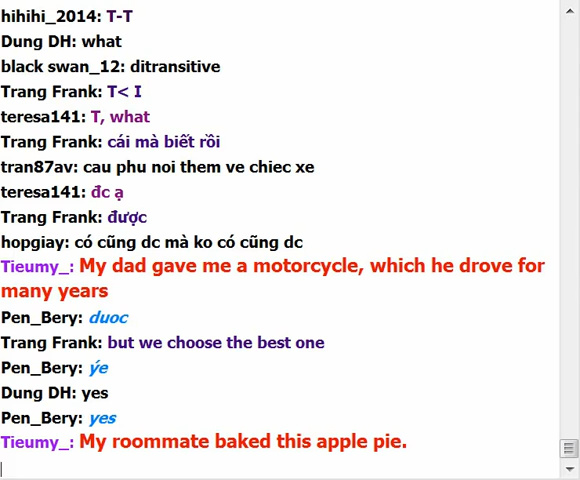 hihihi_2014: T-T
Dung DH: what
black swan_12: ditransitive
Trang Frank: T< I
teresa141: T, what
Trang Frank: cái mà biết rồi
tran87av: cau phu noi them ve chiec xe
teresa141: đc ạ
Trang Frank: được
hopgiay: có cũng dc mà ko có cũng dc
Tieumy_: My dad gave me a motorcycle, which he drove for
many years
Pen_Bery: duoc
Trang Frank: but we choose the best one
Pen_Bery: ýe
Dung DH: yes
Pen_Bery: yes
Tieumy_: My roommate baked this apple pie.